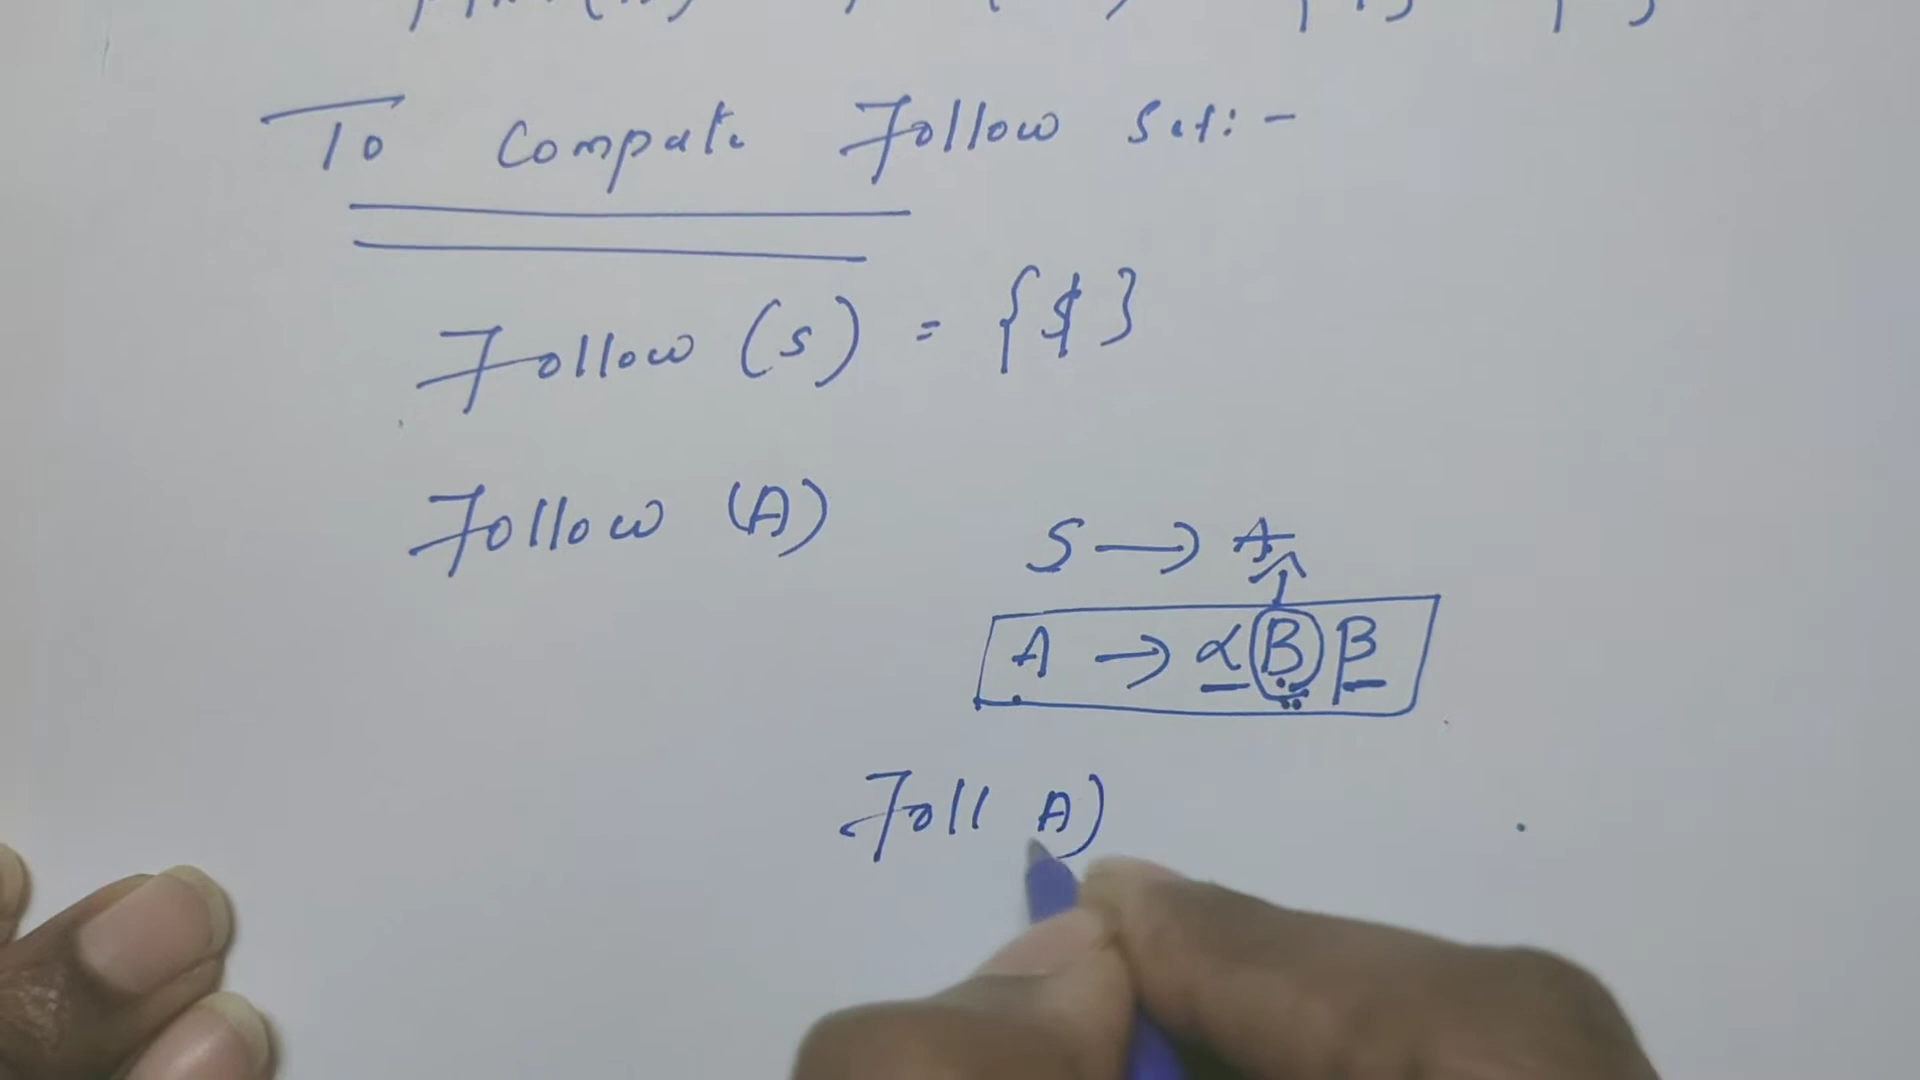 To Compute Follow Set:-
Follow (S) = {$}
Follow (A)
S → A
A → αBβ
Foll A)